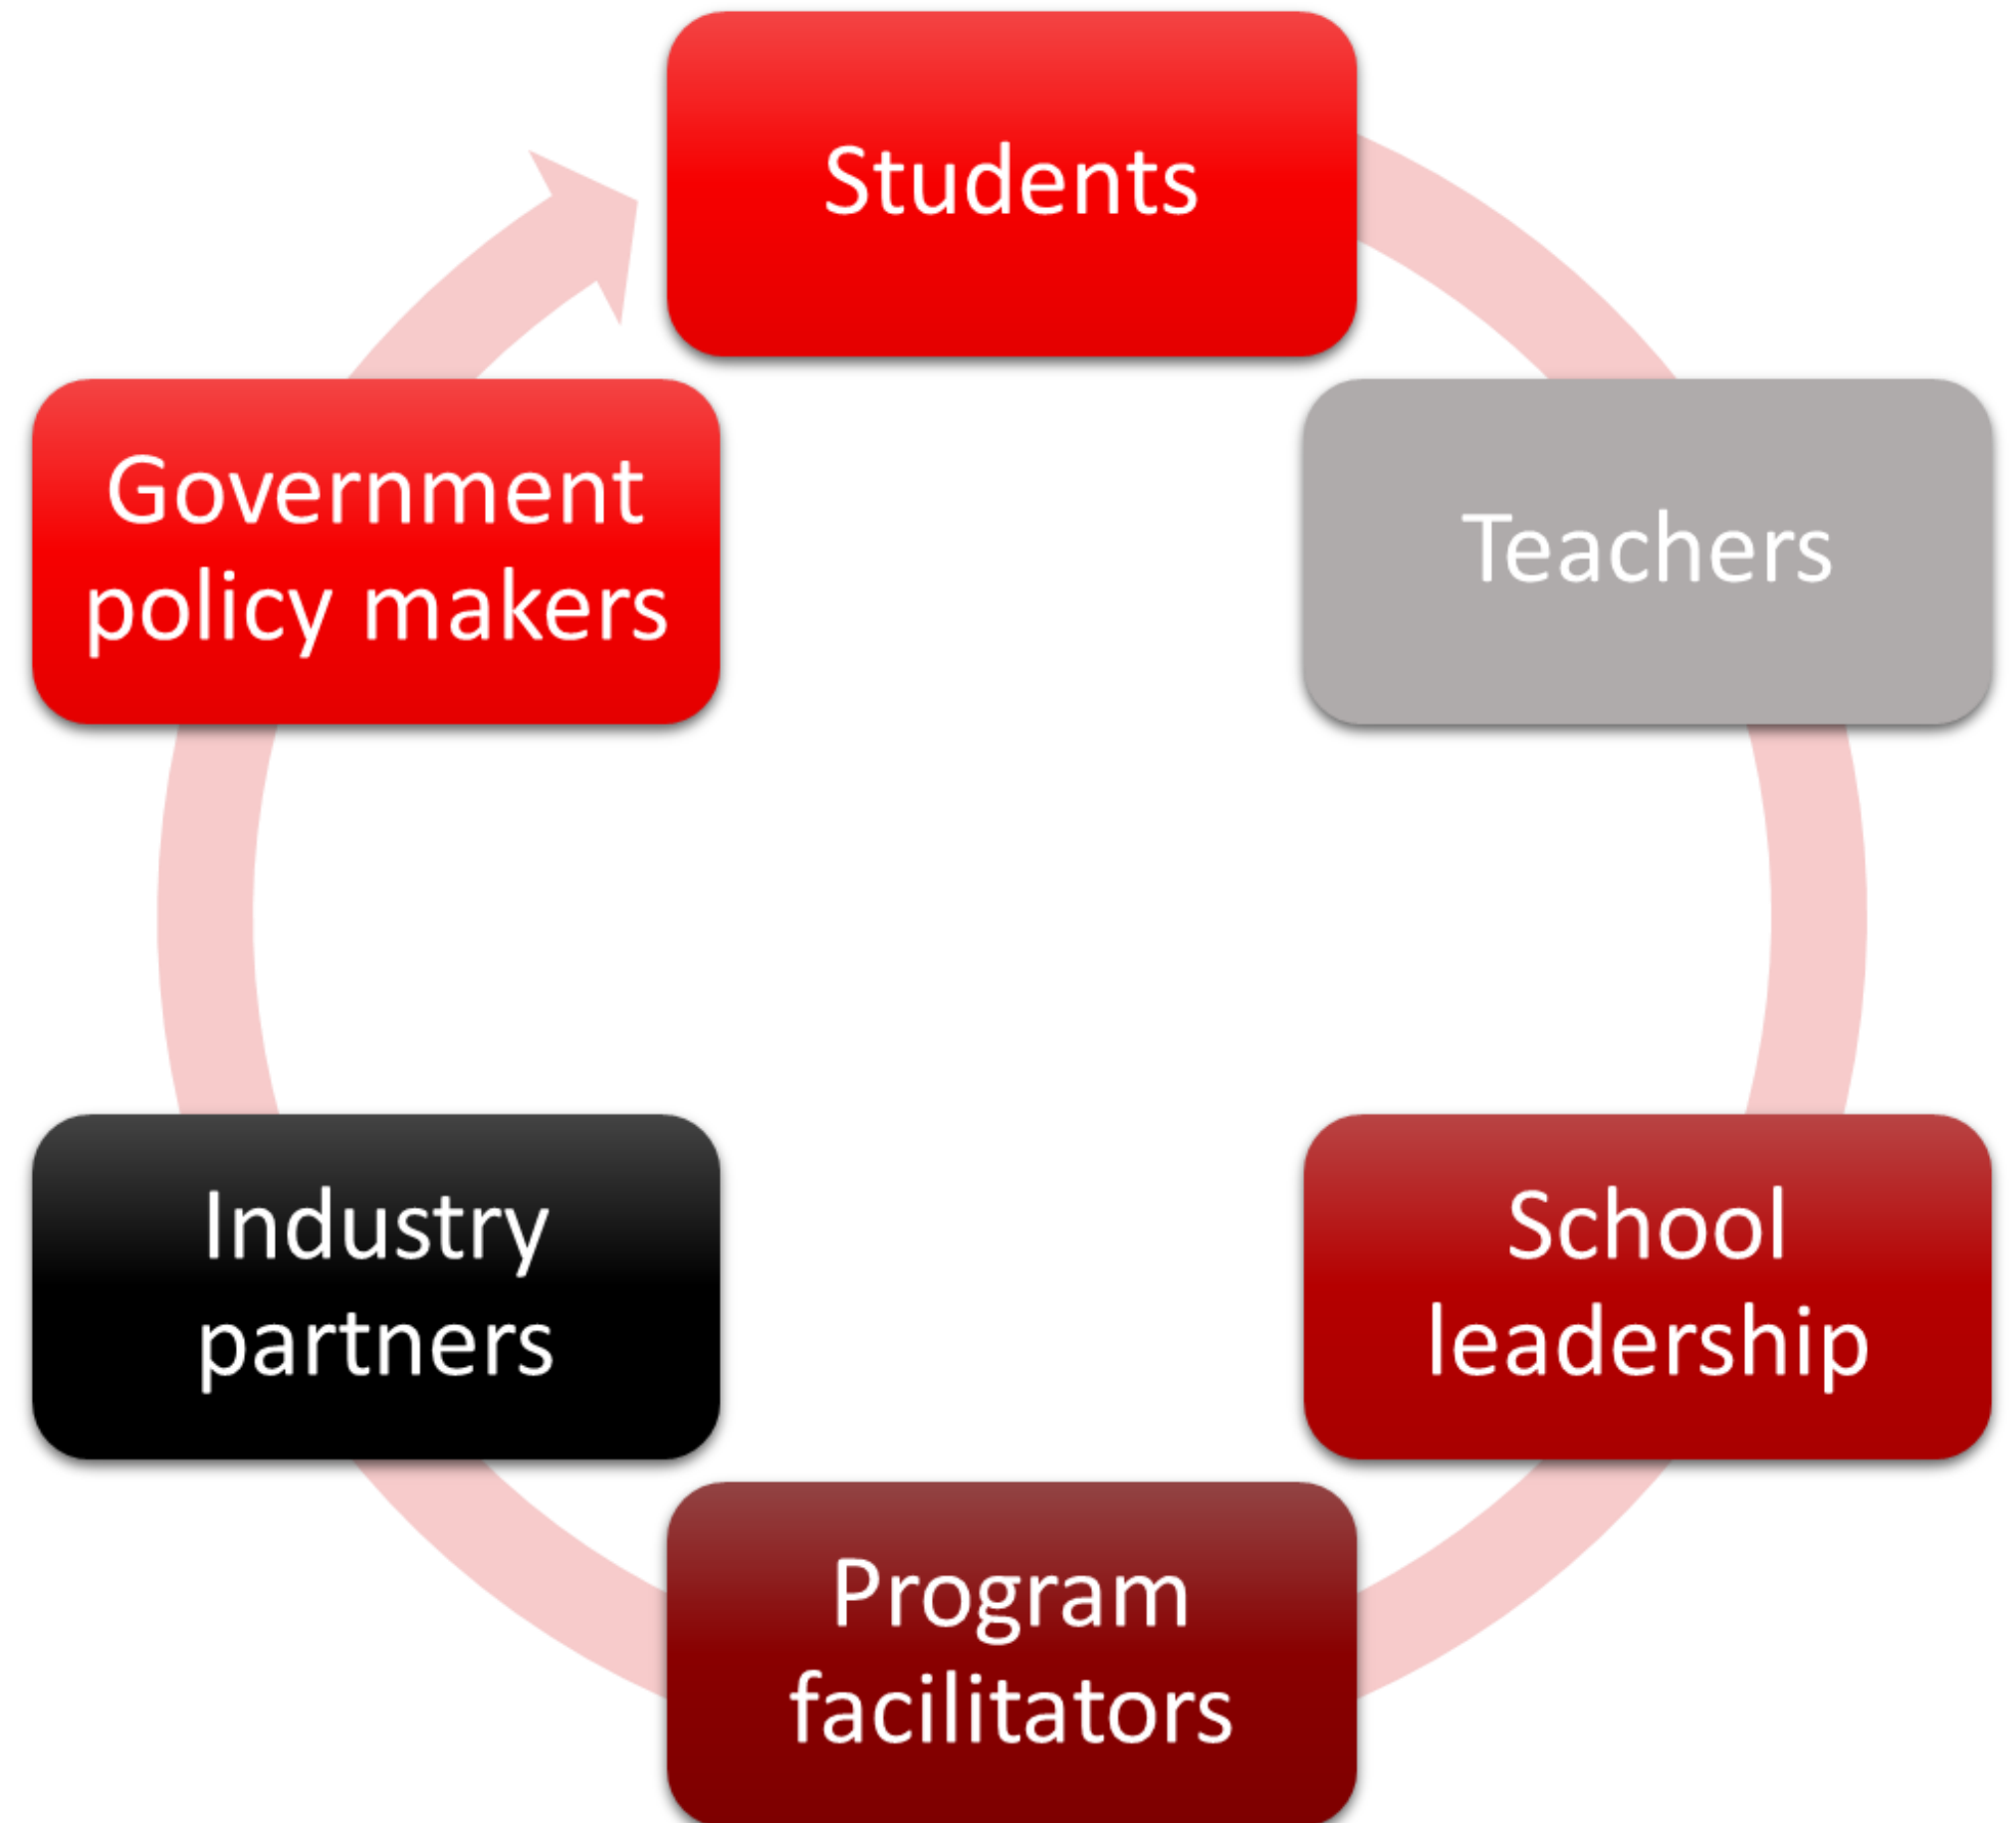 Students
Teachers
School
leadership
Program
facilitators
Industry
partners
Government
policy makers